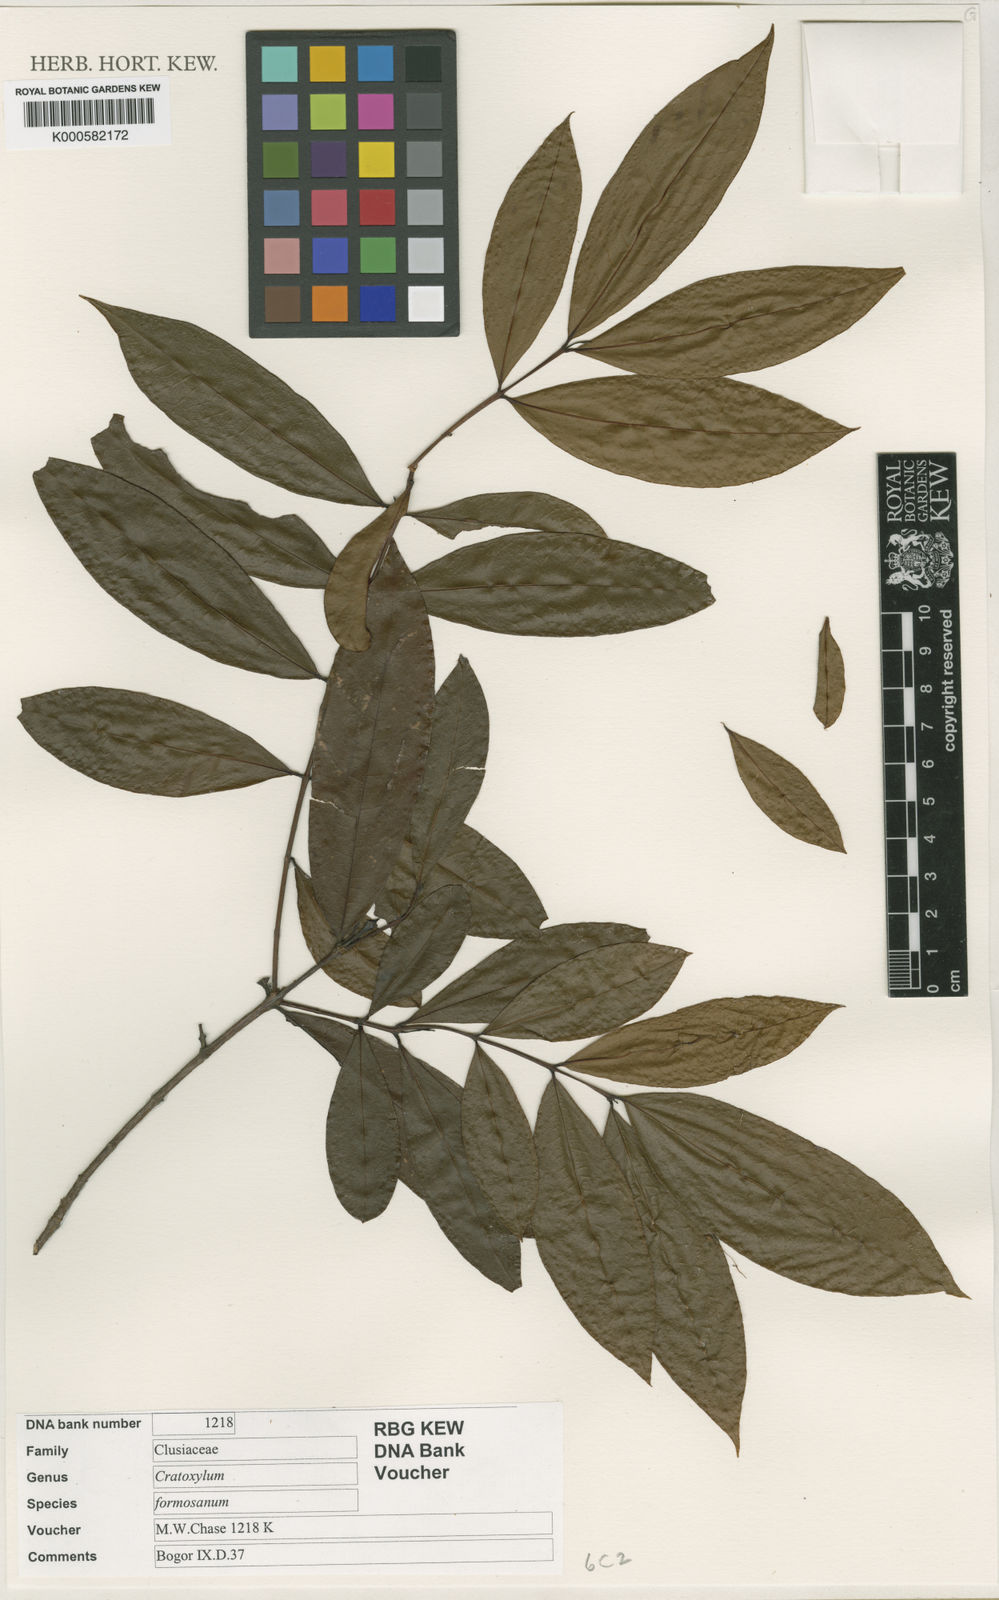 HERB. HORT. KEW.
ROYAL BOTANIC GARDENS KEW
K000582172
ROYAL
BOTANIC
GARDENS
KEW
10
9
8
7
6
5
4
3
2
1
0
cm
copyright reserved
DNA bank number 1218
Family Clusiaceae
Genus Cratoxylum
Species formosanum
Voucher M.W.Chase 1218 K
Comments Bogor IX.D.37
RBG KEW
DNA Bank
Voucher
6C2